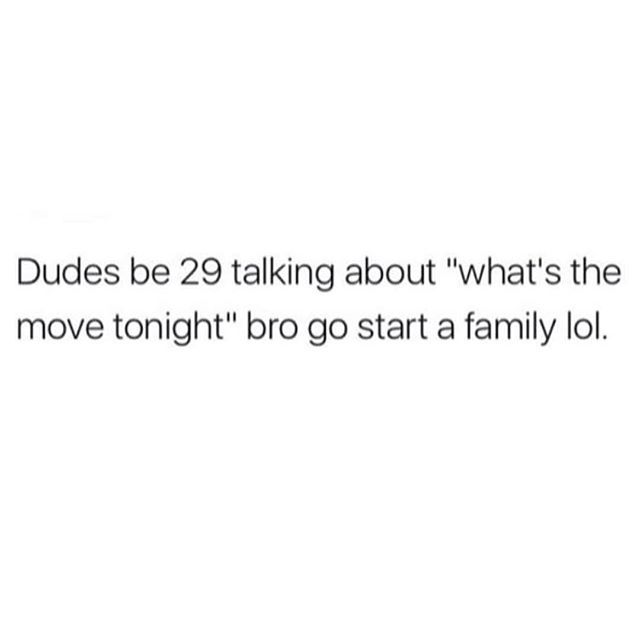 Dudes be 29 talking about "what's the
move tonight" bro go start a family lol.